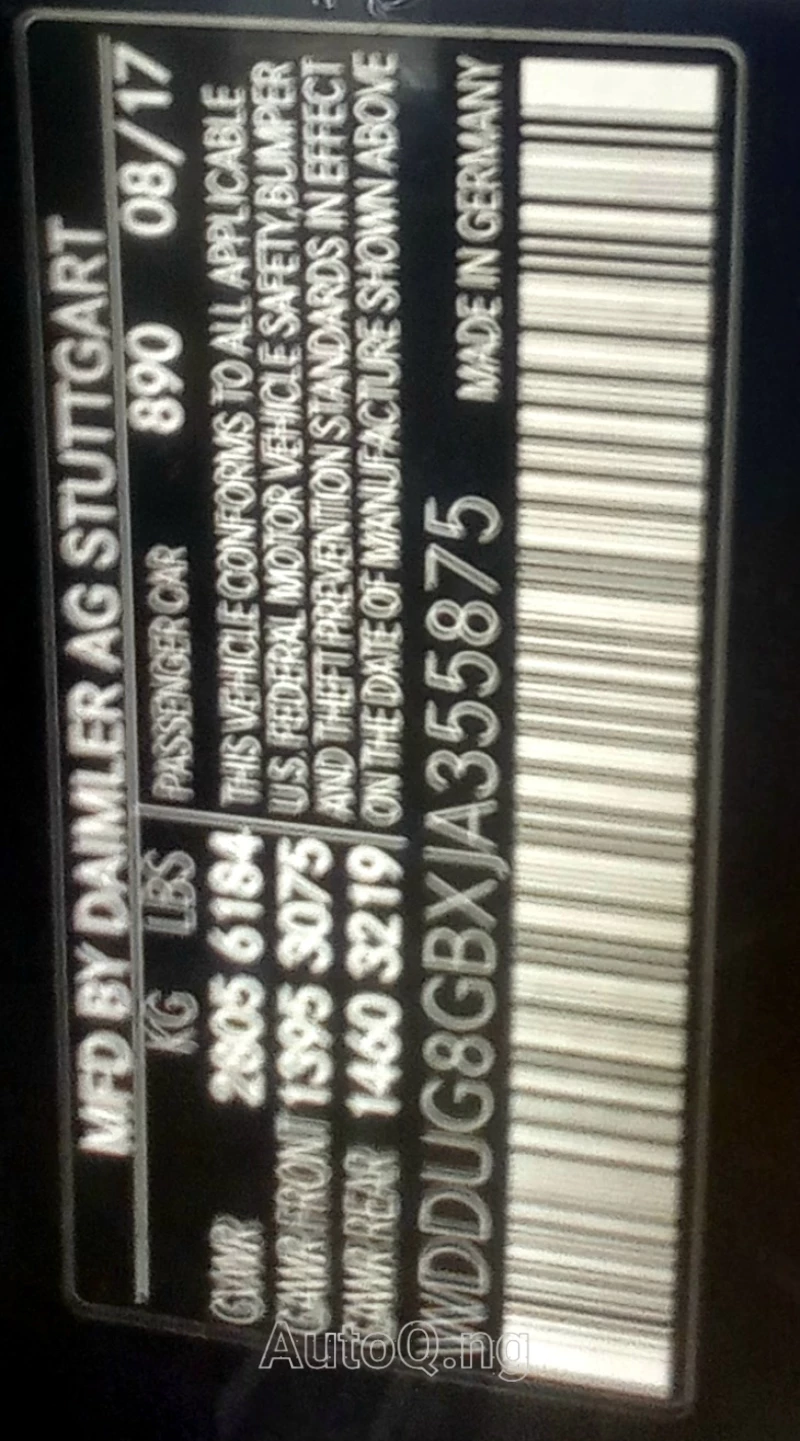 MFD BY DAIMLER AG STUTTGART
KG LBS PASSENGER CAR 890 08/17
GVWR 2805 6184
GAWR FRONT 1395 3075
GAWR REAR 1460 3219
THIS VEHICLE CONFORMS TO ALL APPLICABLE
U.S. FEDERAL MOTOR VEHICLE SAFETY,BUMPER
AND THEFT PREVENTION STANDARDS IN EFFECT
ON THE DATE OF MANUFACTURE SHOWN ABOVE
WDDUG8GBXJA355875 MADE IN GERMANY
AutoQ.ng